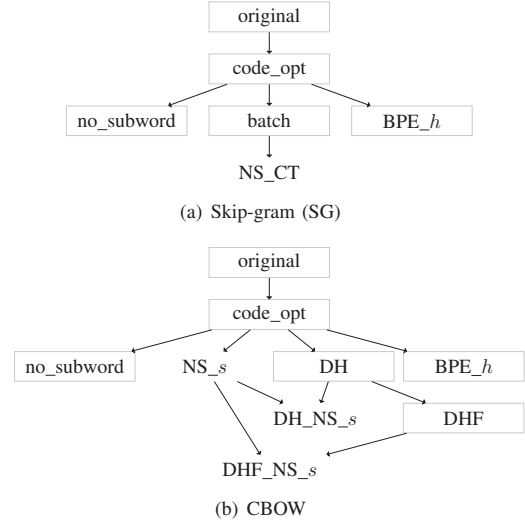 original
code_opt
no_subword batch BPE_h
NS_CT
(a) Skip-gram (SG)
original
code_opt
no_subword NS_s DH BPE_h
DH_NS_s DHF
DHF_NS_s
(b) CBOW